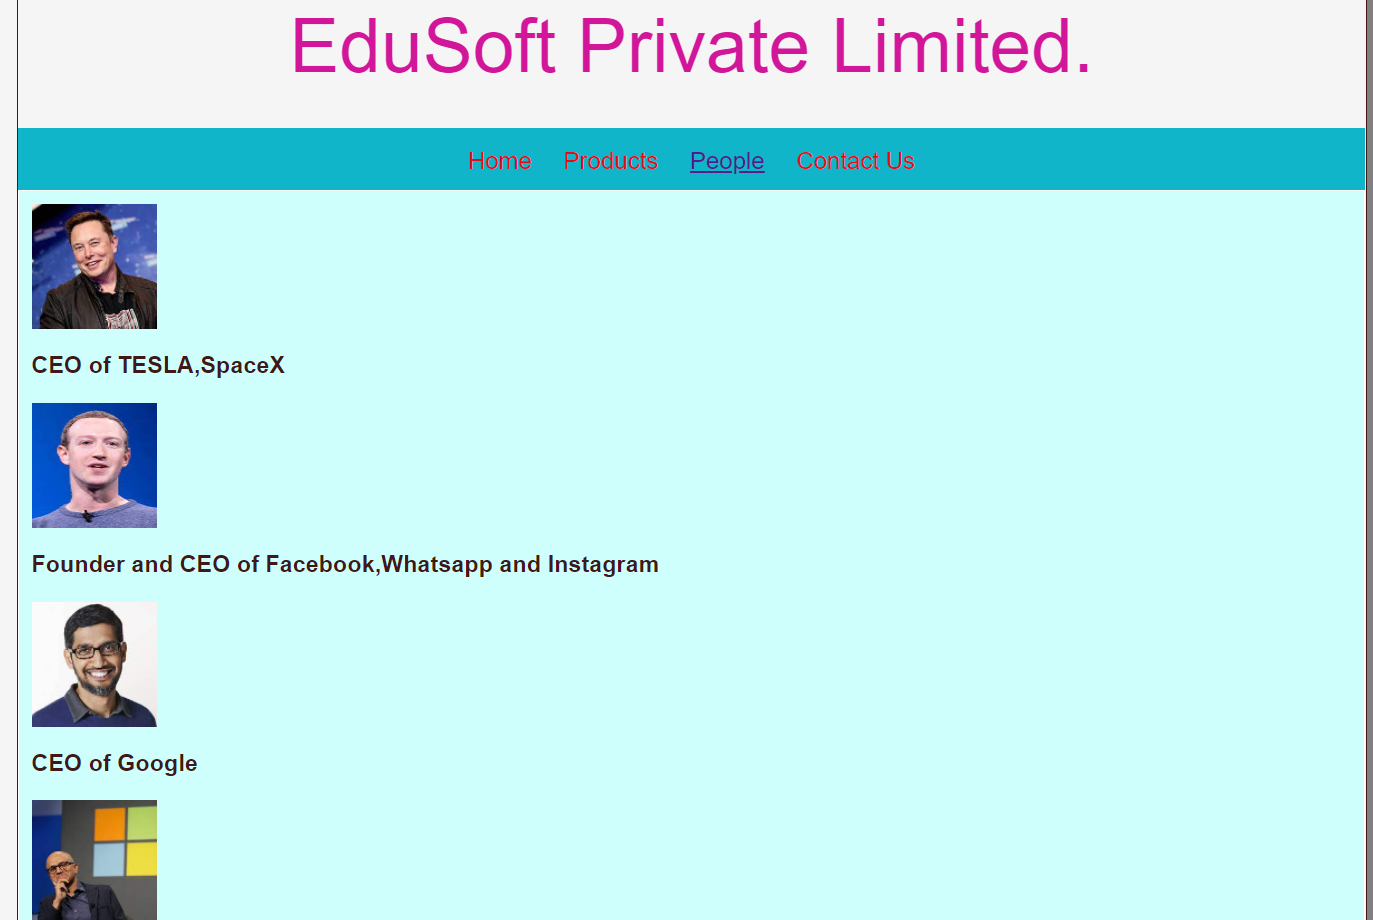 EduSoft Private Limited.
Home Products People Contact Us
CEO of TESLA,SpaceX
Founder and CEO of Facebook,Whatsapp and Instagram
CEO of Google